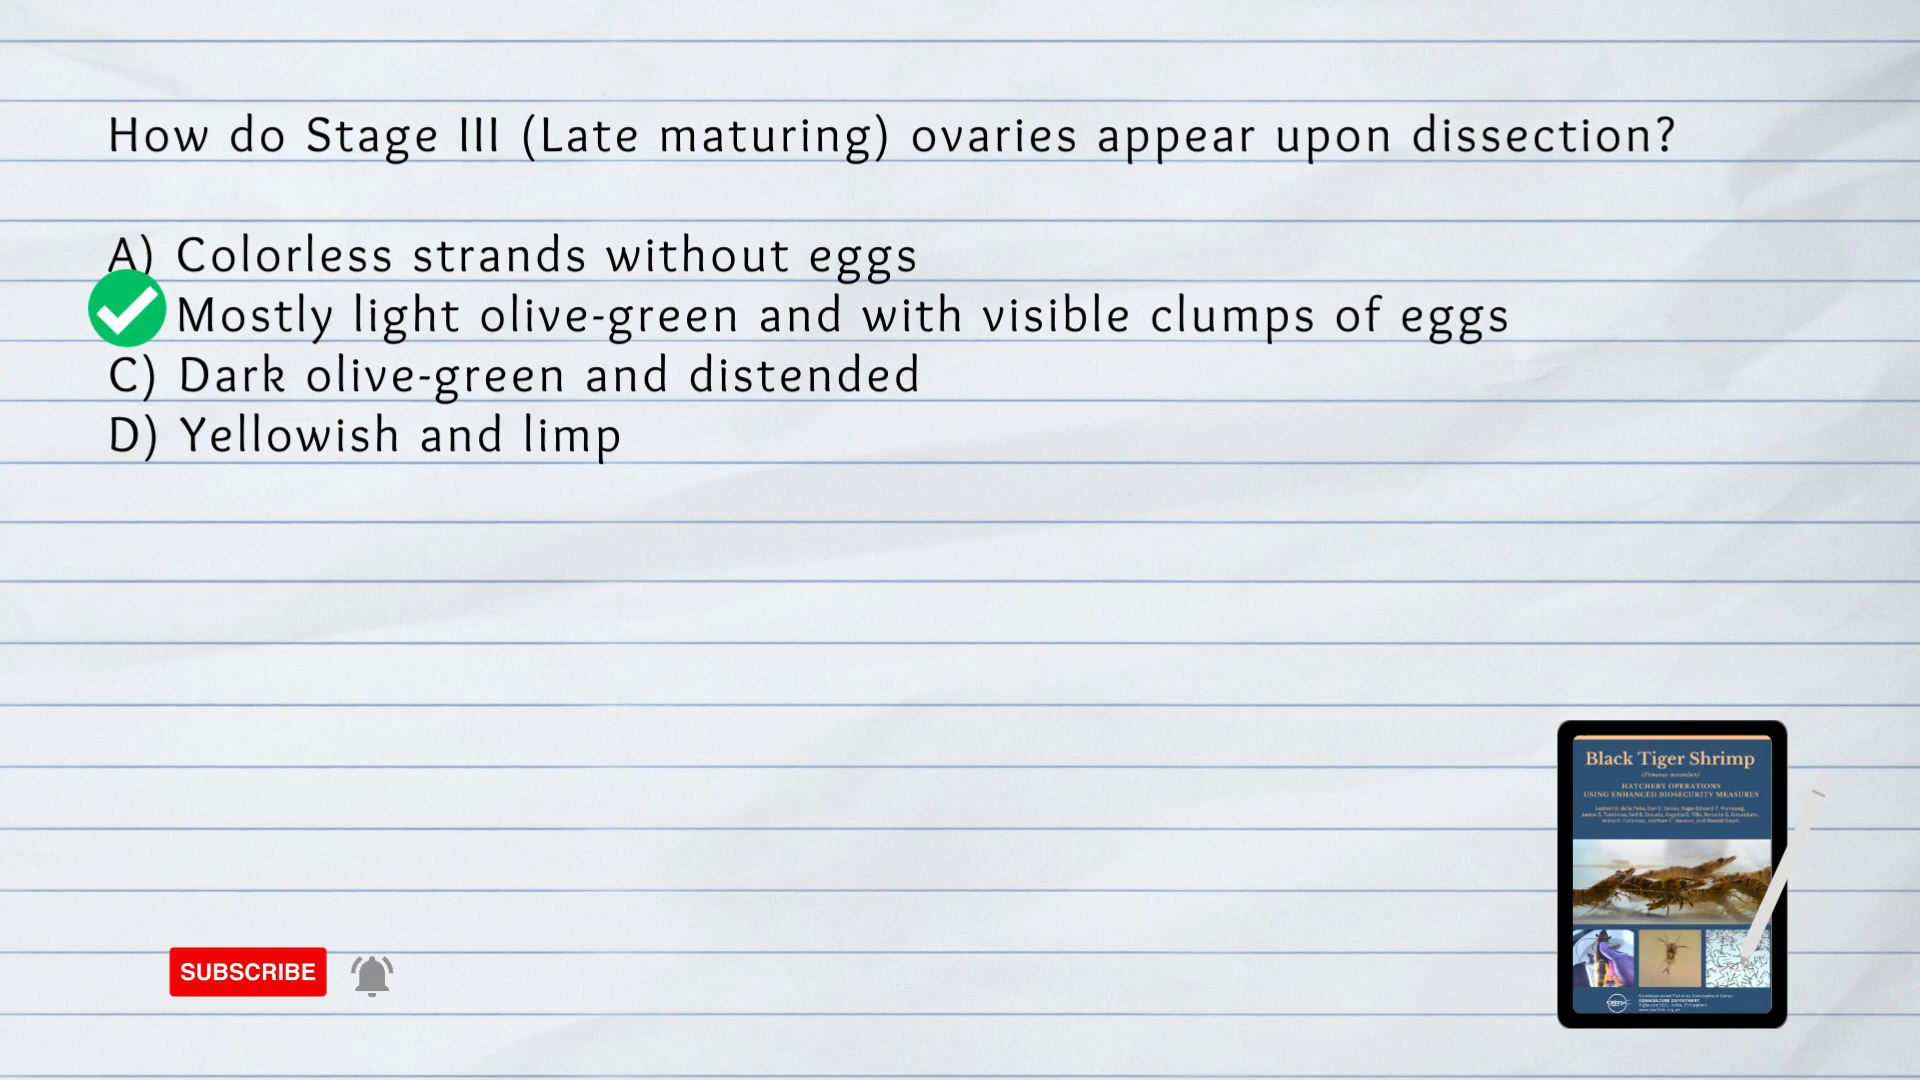 How do Stage III (Late maturing) ovaries appear upon dissection?
A) Colorless strands without eggs
Mostly light olive-green and with visible clumps of eggs
C) Dark olive-green and distended
D) Yellowish and limp
Black Tiger Shrimp
(Penaeus monodon)
HATCHERY OPERATIONS
USING ENHANCED BIOSECURITY MEASURES
SUBSCRIBE